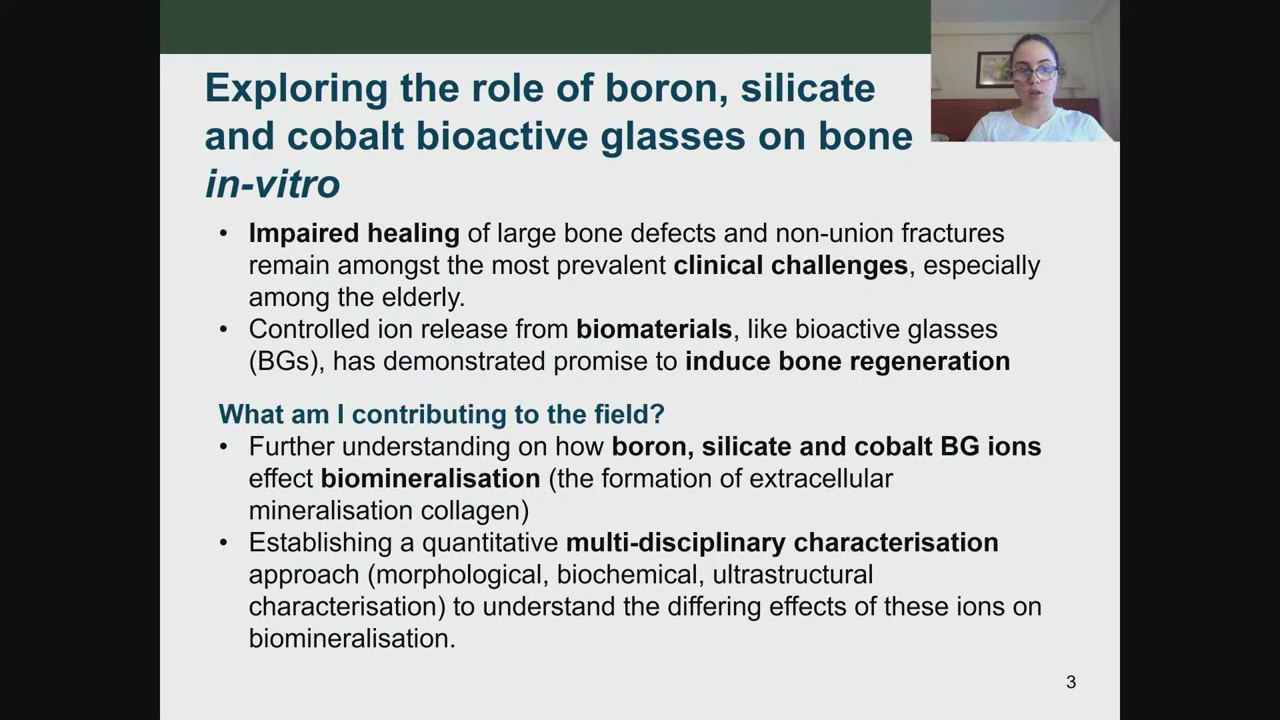 Exploring the role of boron, silicate
and cobalt bioactive glasses on bone
in-vitro
• Impaired healing of large bone defects and non-union fractures
remain amongst the most prevalent clinical challenges, especially
among the elderly.
• Controlled ion release from biomaterials, like bioactive glasses
(BGs), has demonstrated promise to induce bone regeneration
What am I contributing to the field?
• Further understanding on how boron, silicate and cobalt BG ions
effect biomineralisation (the formation of extracellular
mineralisation collagen)
• Establishing a quantitative multi-disciplinary characterisation
approach (morphological, biochemical, ultrastructural
characterisation) to understand the differing effects of these ions on
biomineralisation.
3